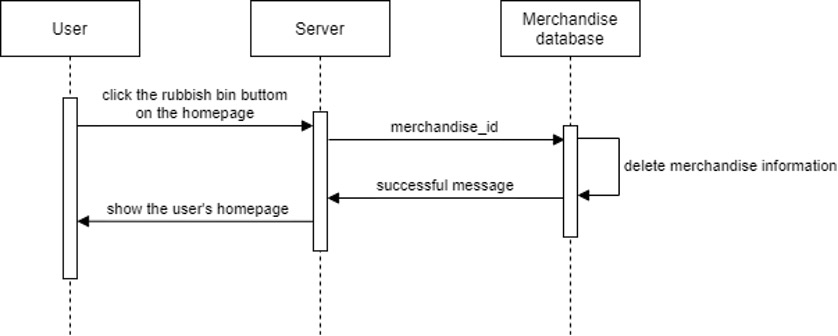 User
Server
Merchandise
database
click the rubbish bin buttom
on the homepage
merchandise_id
delete merchandise information
successful message
show the user's homepage